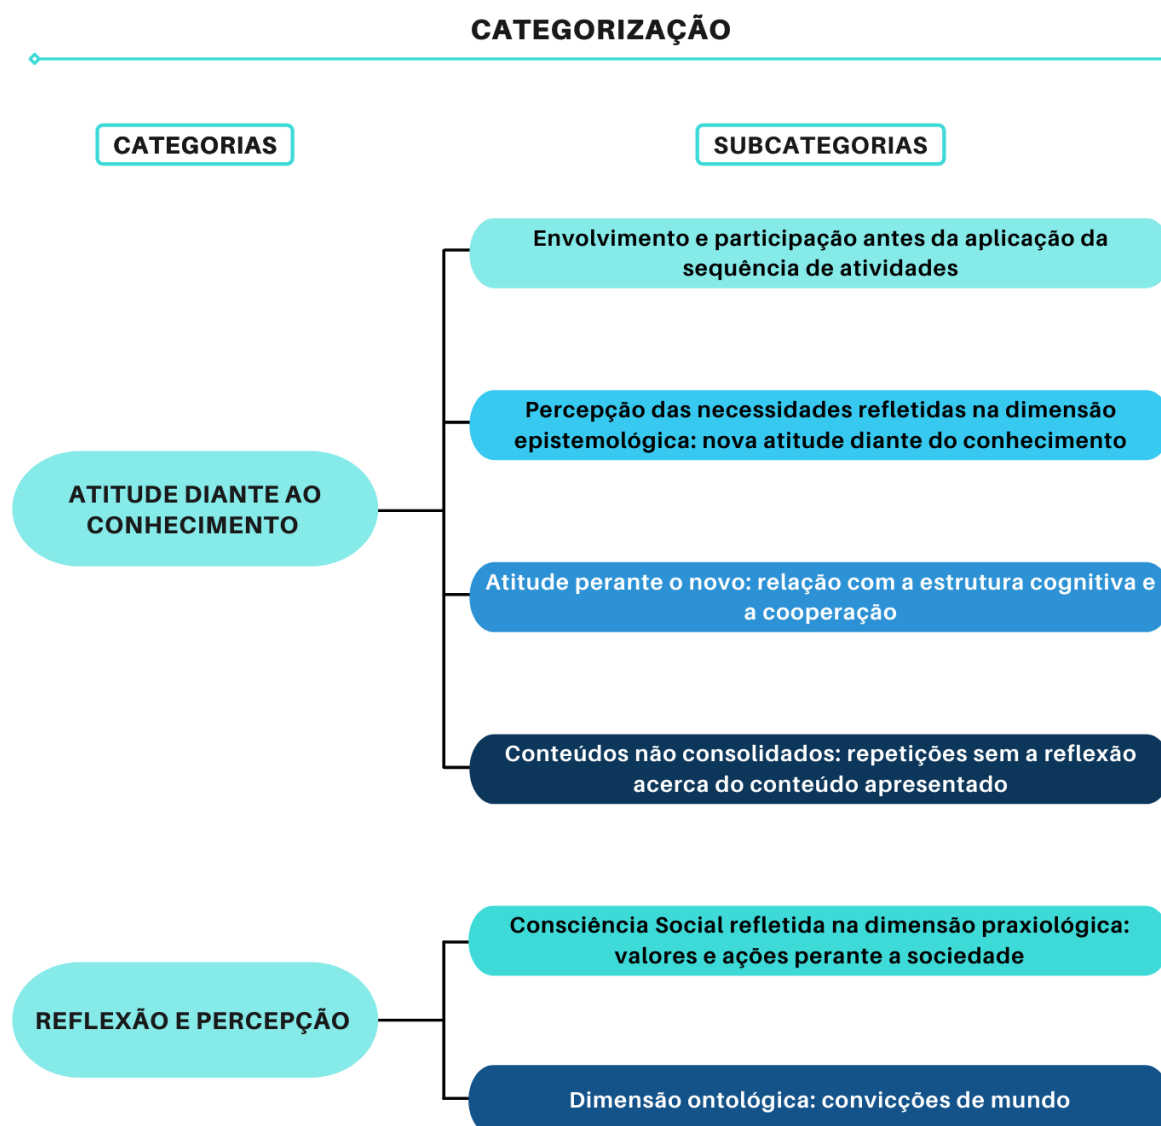 CATEGORIZAÇÃO
CATEGORIAS
SUBCATEGORIAS
ATITUDE DIANTE AO
CONHECIMENTO
Envolvimento e participação antes da aplicação da
sequência de atividades
Percepção das necessidades refletidas na dimensão
epistemológica: nova atitude diante do conhecimento
Atitude perante o novo: relação com a estrutura cognitiva e
a cooperação
Conteúdos não consolidados: repetições sem a reflexão
acerca do conteúdo apresentado
REFLEXÃO E PERCEPÇÃO
Consciência Social refletida na dimensão praxiológica:
valores e ações perante a sociedade
Dimensão ontológica: convicções de mundo